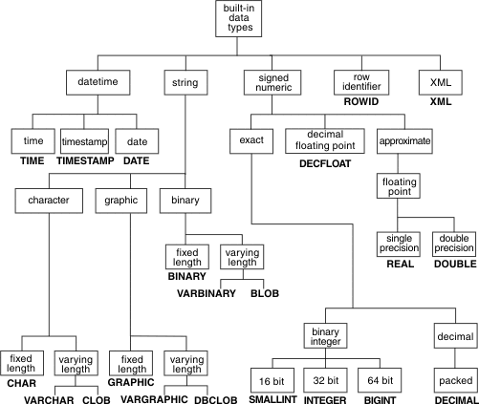 built-in
data
types
datetime
string
signed
numeric
row
identifier
XML
ROWID
XML
time
timestamp
date
exact
decimal
floating point
approximate
TIME
TIMESTAMP
DATE
DECFLOAT
floating
point
character
graphic
binary
single
precision
double
precision
REAL
DOUBLE
fixed
length
varying
length
BINARY
VARBINARY
BLOB
binary
integer
decimal
fixed
length
varying
length
fixed
length
varying
length
16 bit
32 bit
64 bit
packed
CHAR
GRAPHIC
VARCHAR
CLOB
VARGRAPHIC
DBCLOB
SMALLINT
INTEGER
BIGINT
DECIMAL